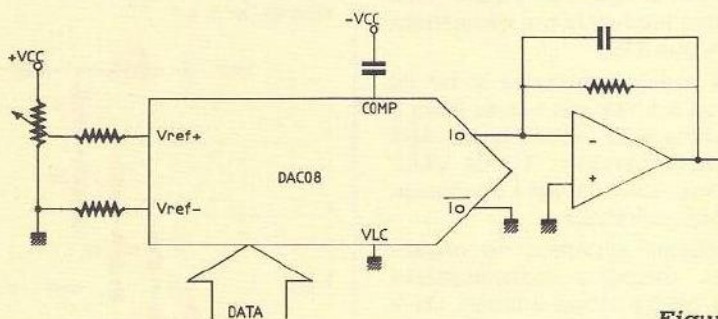 -VCC
+VCC
COMP
Vref+
Io
-
DAC08
+
Vref-
Io
VLC
DATA
Figu